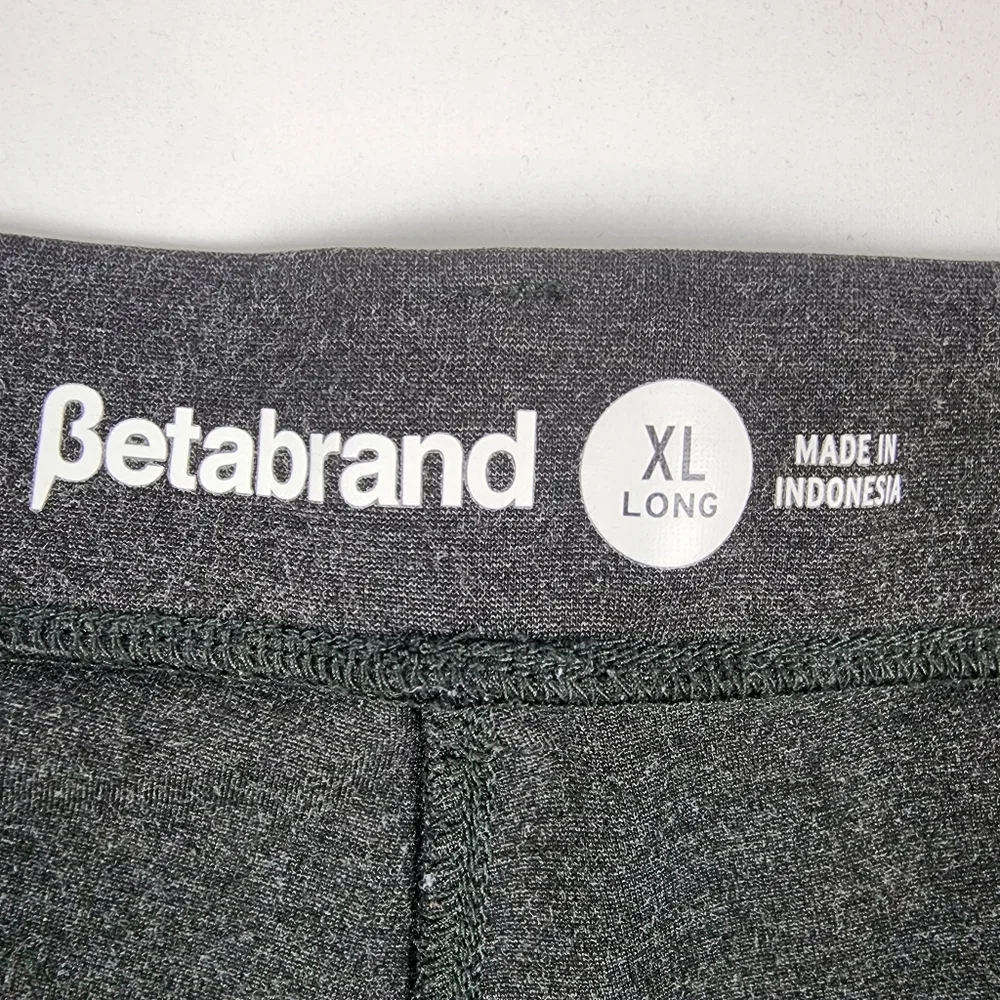 βetabrand
XL
LONG
MADE IN
INDONESIA